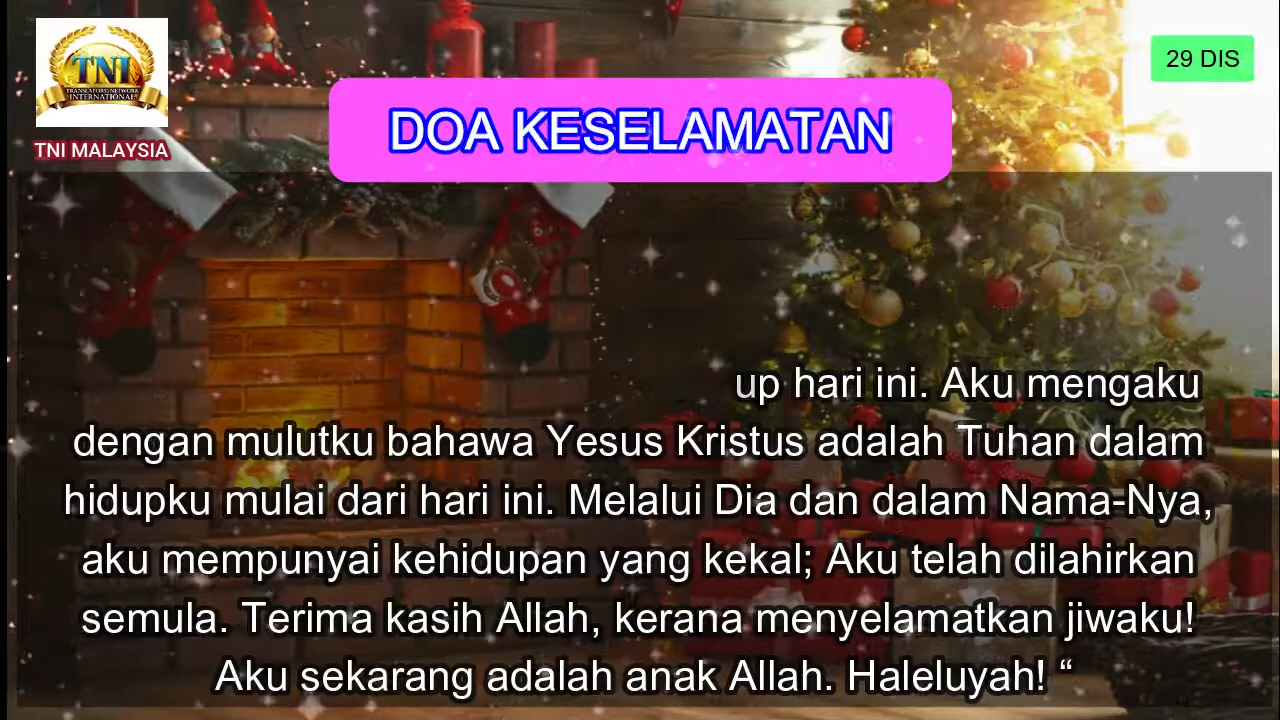 TNI
TRANSLATORS NETWORK
INTERNATIONAL
TNI MALAYSIA
29 DIS
DOA KESELAMATAN
up hari ini. Aku mengaku
dengan mulutku bahawa Yesus Kristus adalah Tuhan dalam
hidupku mulai dari hari ini. Melalui Dia dan dalam Nama-Nya,
aku mempunyai kehidupan yang kekal; Aku telah dilahirkan
semula. Terima kasih Allah, kerana menyelamatkan jiwaku!
Aku sekarang adalah anak Allah. Haleluyah! “